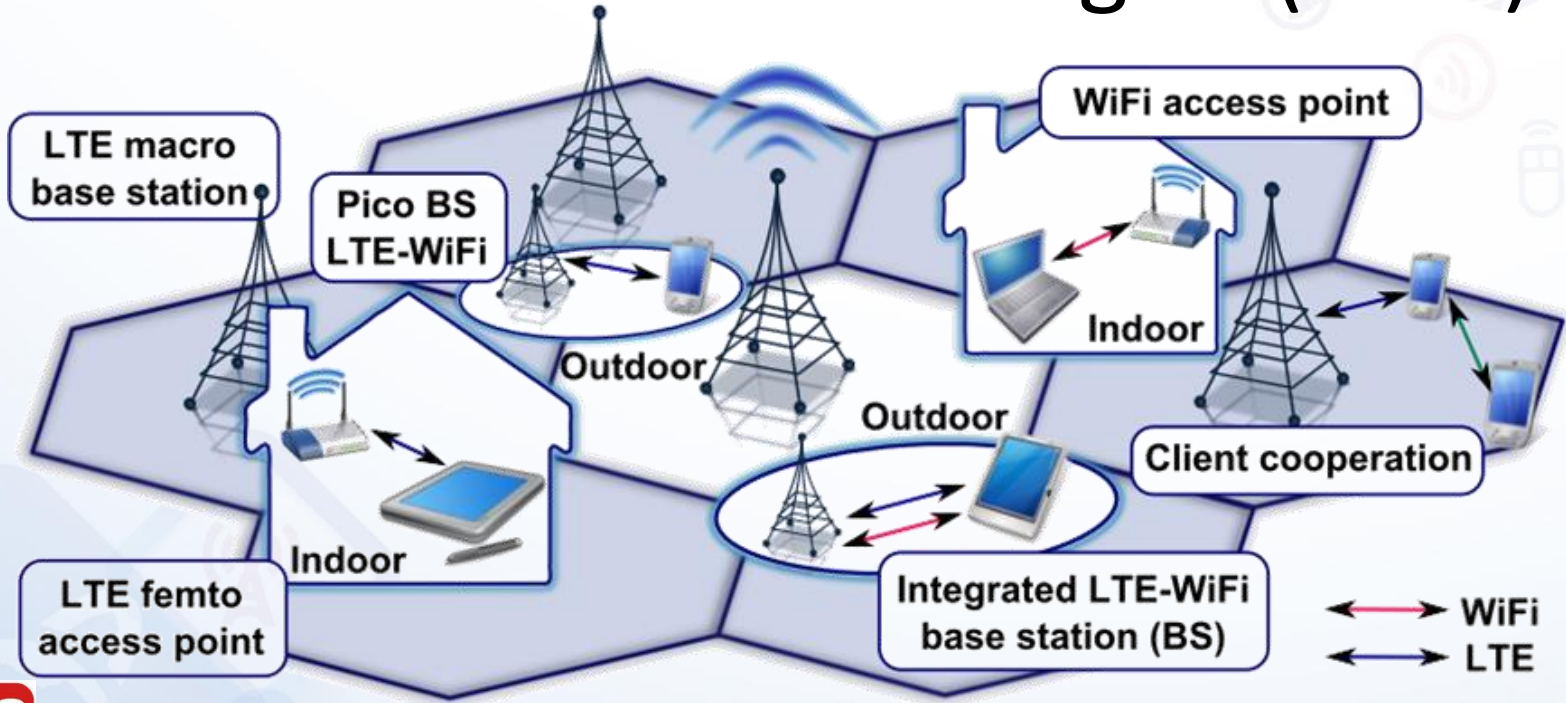 WiFi access point
LTE macro
base station
Pico BS
LTE-WiFi
Indoor
Outdoor
Outdoor
Client cooperation
Indoor
LTE femto
access point
Integrated LTE-WiFi
base station (BS)
WiFi
LTE